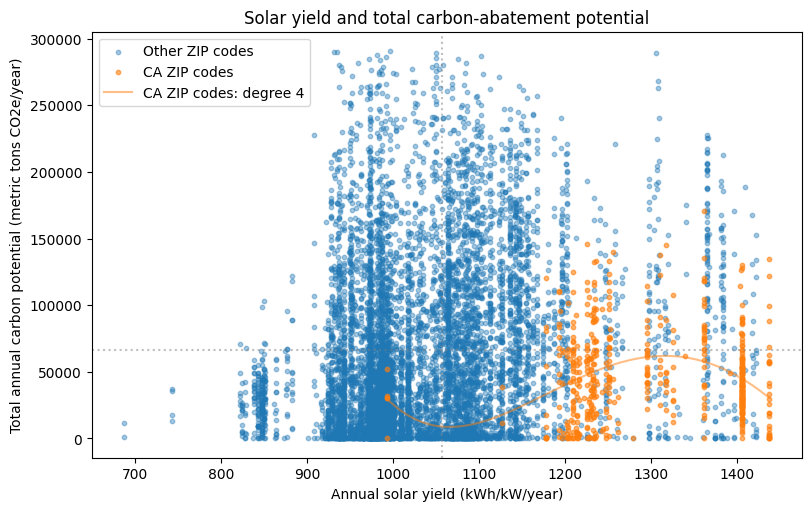 Solar yield and total carbon-abatement potential
Total annual carbon potential (metric tons CO2e/year)
300000
250000
200000
150000
100000
50000
0
Other ZIP codes
CA ZIP codes
CA ZIP codes: degree 4
700 800 900 1000 1100 1200 1300 1400
Annual solar yield (kWh/kW/year)